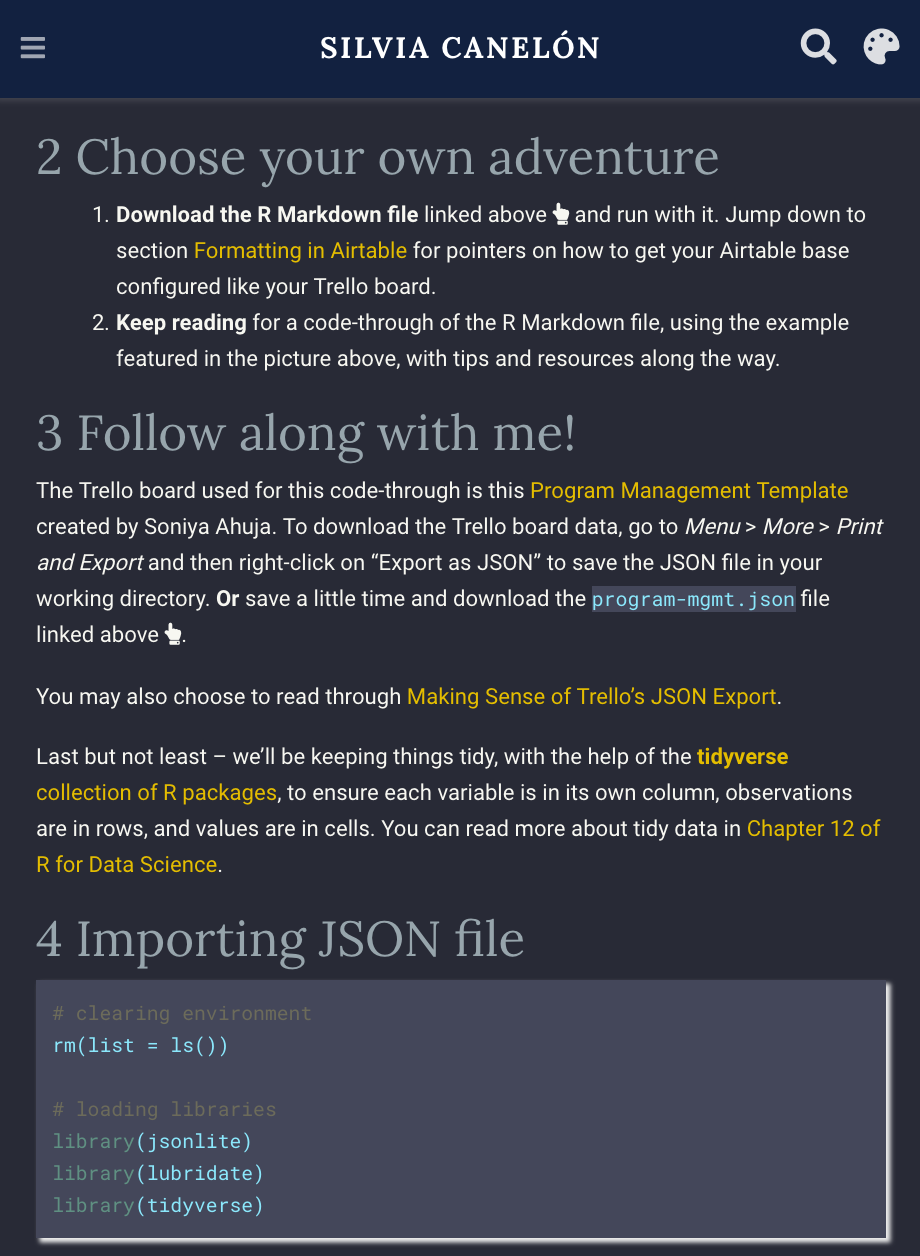 SILVIA CANELÓN
2 Choose your own adventure
1. Download the R Markdown file linked above and run with it. Jump down to
section Formatting in Airtable for pointers on how to get your Airtable base
configured like your Trello board.
2. Keep reading for a code-through of the R Markdown file, using the example
featured in the picture above, with tips and resources along the way.
3 Follow along with me!
The Trello board used for this code-through is this Program Management Template
created by Soniya Ahuja. To download the Trello board data, go to Menu > More > Print
and Export and then right-click on “Export as JSON” to save the JSON file in your
working directory. Or save a little time and download the program-mgmt.json file
linked above.
You may also choose to read through Making Sense of Trello’s JSON Export.
Last but not least – we’ll be keeping things tidy, with the help of the tidyverse
collection of R packages, to ensure each variable is in its own column, observations
are in rows, and values are in cells. You can read more about tidy data in Chapter 12 of
R for Data Science.
4 Importing JSON file
# clearing environment
rm(list = ls())
# loading libraries
library(jsonlite)
library(lubridate)
library(tidyverse)